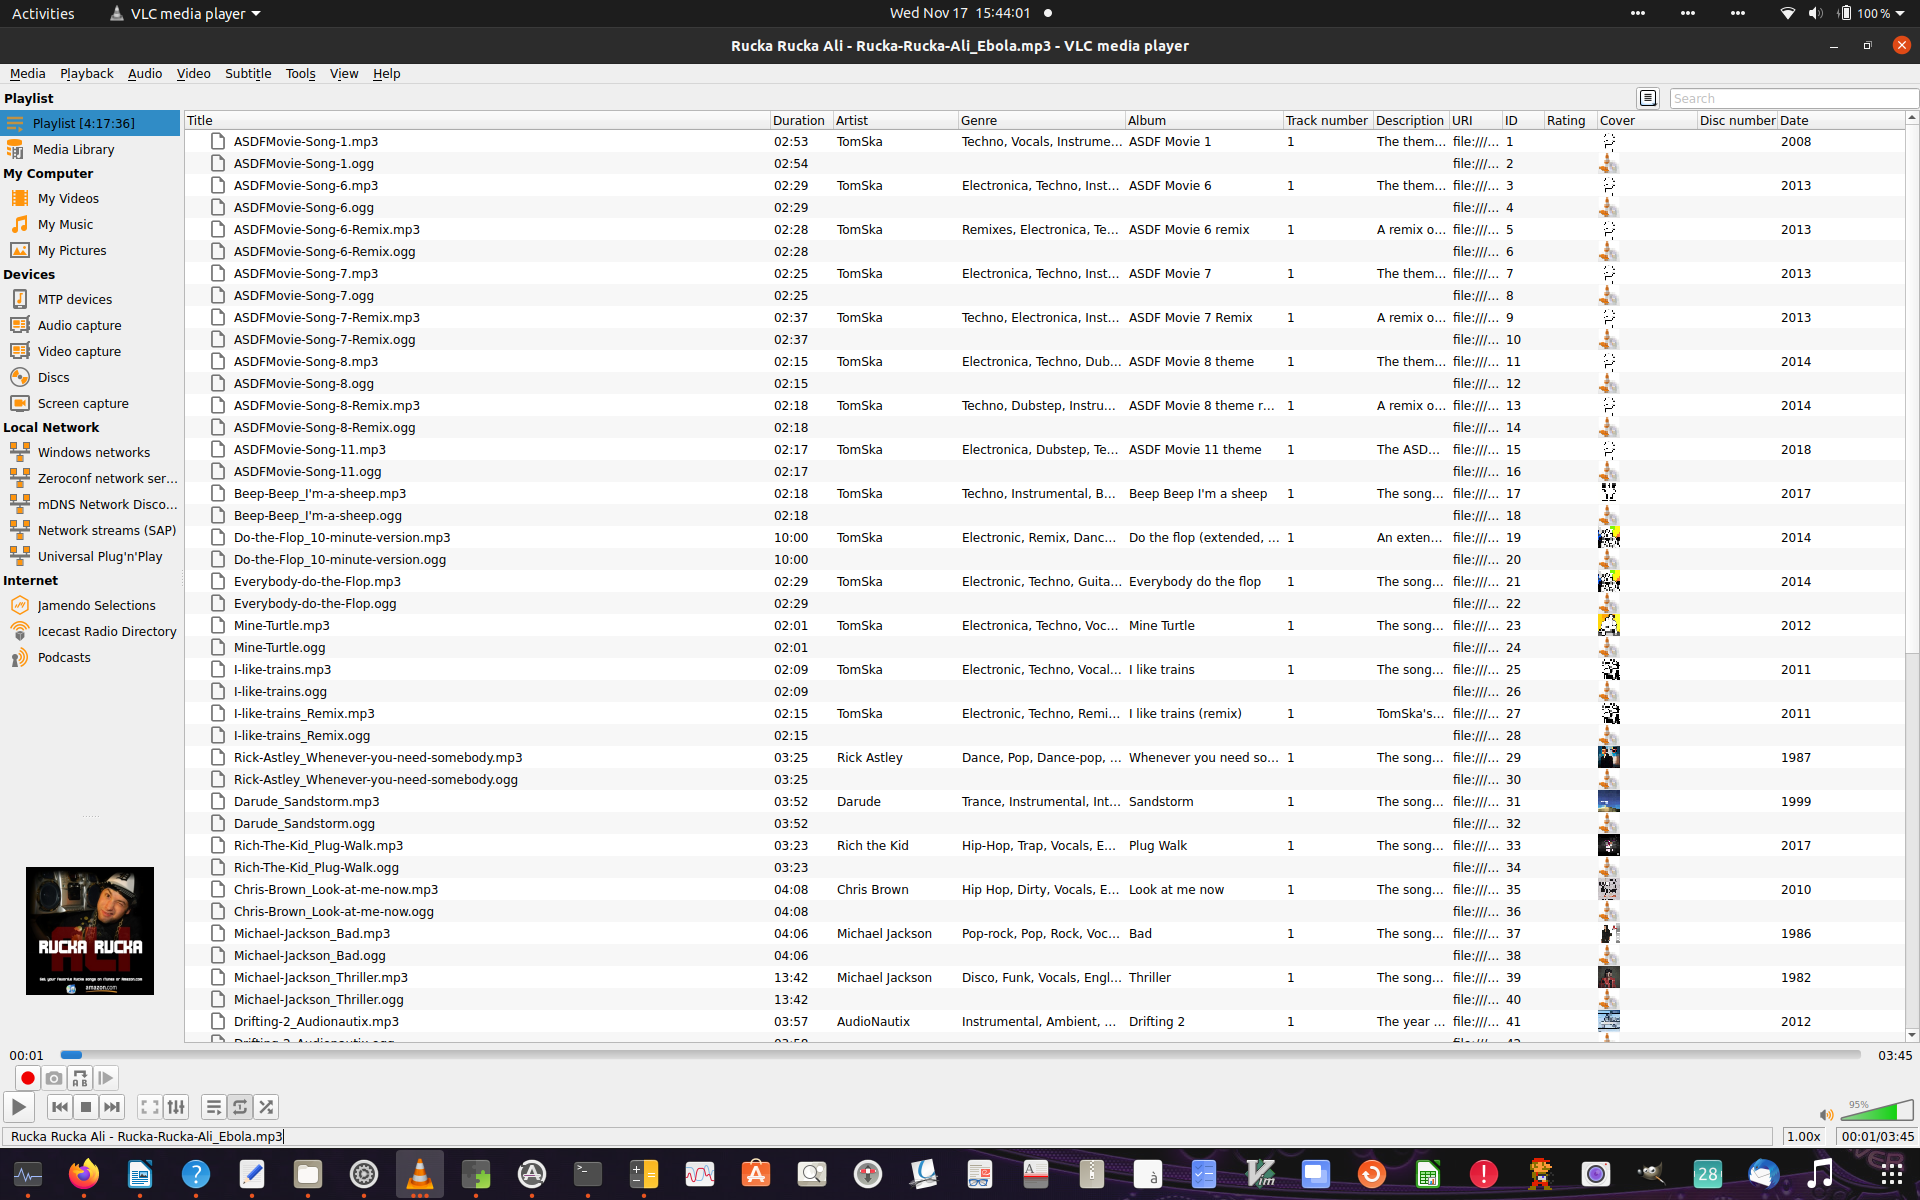 Activities VLC media player Wed Nov 17 15:44:01 100 %
Rucka Rucka Ali - Rucka-Rucka-Ali_Ebola.mp3 - VLC media player
Media Playback Audio Video Subtitle Tools View Help
Playlist
Playlist [4:17:36]
Media Library
My Computer
My Videos
My Music
My Pictures
Devices
MTP devices
Audio capture
Video capture
Discs
Screen capture
Local Network
Windows networks
Zeroconf network ser...
mDNS Network Disco...
Network streams (SAP)
Universal Plug'n'Play
Internet
Jamendo Selections
Icecast Radio Directory
Podcasts
RUCKA RUCKA
ALI
amazon.com
Search
Title Duration Artist Genre Album Track number Description URI ID Rating Cover Disc number Date
ASDFMovie-Song-1.mp3 02:53 TomSka Techno, Vocals, Instrume... ASDF Movie 1 1 The them... file:///... 1 2008
ASDFMovie-Song-1.ogg 02:54 file:///... 2
ASDFMovie-Song-6.mp3 02:29 TomSka Electronica, Techno, Inst... ASDF Movie 6 1 The them... file:///... 3 2013
ASDFMovie-Song-6.ogg 02:29 file:///... 4
ASDFMovie-Song-6-Remix.mp3 02:28 TomSka Remixes, Electronica, Te... ASDF Movie 6 remix 1 A remix o... file:///... 5 2013
ASDFMovie-Song-6-Remix.ogg 02:28 file:///... 6
ASDFMovie-Song-7.mp3 02:25 TomSka Electronica, Techno, Inst... ASDF Movie 7 1 The them... file:///... 7 2013
ASDFMovie-Song-7.ogg 02:25 file:///... 8
ASDFMovie-Song-7-Remix.mp3 02:37 TomSka Techno, Electronica, Inst... ASDF Movie 7 Remix 1 A remix o... file:///... 9 2013
ASDFMovie-Song-7-Remix.ogg 02:37 file:///... 10
ASDFMovie-Song-8.mp3 02:15 TomSka Electronica, Techno, Dub... ASDF Movie 8 theme 1 The them... file:///... 11 2014
ASDFMovie-Song-8.ogg 02:15 file:///... 12
ASDFMovie-Song-8-Remix.mp3 02:18 TomSka Techno, Dubstep, Instru... ASDF Movie 8 theme r... 1 A remix o... file:///... 13 2014
ASDFMovie-Song-8-Remix.ogg 02:18 file:///... 14
ASDFMovie-Song-11.mp3 02:17 TomSka Electronica, Dubstep, Te... ASDF Movie 11 theme 1 The ASD... file:///... 15 2018
ASDFMovie-Song-11.ogg 02:17 file:///... 16
Beep-Beep_I'm-a-sheep.mp3 02:18 TomSka Techno, Instrumental, B... Beep Beep I'm a sheep 1 The song... file:///... 17 2017
Beep-Beep_I'm-a-sheep.ogg 02:18 file:///... 18
Do-the-Flop_10-minute-version.mp3 10:00 TomSka Electronic, Remix, Danc... Do the flop (extended, ... 1 An exten... file:///... 19 2014
Do-the-Flop_10-minute-version.ogg 10:00 file:///... 20
Everybody-do-the-Flop.mp3 02:29 TomSka Electronic, Techno, Guita... Everybody do the flop 1 The song... file:///... 21 2014
Everybody-do-the-Flop.ogg 02:29 file:///... 22
Mine-Turtle.mp3 02:01 TomSka Electronica, Techno, Voc... Mine Turtle 1 The song... file:///... 23 2012
Mine-Turtle.ogg 02:01 file:///... 24
I-like-trains.mp3 02:09 TomSka Electronic, Techno, Vocal... I like trains 1 The song... file:///... 25 2011
I-like-trains.ogg 02:09 file:///... 26
I-like-trains_Remix.mp3 02:15 TomSka Electronic, Techno, Remi... I like trains (remix) 1 TomSka's... file:///... 27 2011
I-like-trains_Remix.ogg 02:15 file:///... 28
Rick-Astley_Whenever-you-need-somebody.mp3 03:25 Rick Astley Dance, Pop, Dance-pop, ... Whenever you need so... 1 The song... file:///... 29 1987
Rick-Astley_Whenever-you-need-somebody.ogg 03:25 file:///... 30
Darude_Sandstorm.mp3 03:52 Darude Trance, Instrumental, Int... Sandstorm 1 The song... file:///... 31 1999
Darude_Sandstorm.ogg 03:52 file:///... 32
Rich-The-Kid_Plug-Walk.mp3 03:23 Rich the Kid Hip-Hop, Trap, Vocals, E... Plug Walk 1 The song... file:///... 33 2017
Rich-The-Kid_Plug-Walk.ogg 03:23 file:///... 34
Chris-Brown_Look-at-me-now.mp3 04:08 Chris Brown Hip Hop, Dirty, Vocals, E... Look at me now 1 The song... file:///... 35 2010
Chris-Brown_Look-at-me-now.ogg 04:08 file:///... 36
Michael-Jackson_Bad.mp3 04:06 Michael Jackson Pop-rock, Pop, Rock, Voc... Bad 1 The song... file:///... 37 1986
Michael-Jackson_Bad.ogg 04:06 file:///... 38
Michael-Jackson_Thriller.mp3 13:42 Michael Jackson Disco, Funk, Vocals, Engl... Thriller 1 The song... file:///... 39 1982
Michael-Jackson_Thriller.ogg 13:42 file:///... 40
Drifting-2_Audionautix.mp3 03:57 AudioNautix Instrumental, Ambient, ... Drifting 2 1 The year ... file:///... 41 2012
Drifting-2_Audionautix.ogg 03:58 file:///... 42
00:01 03:45
95%
Rucka Rucka Ali - Rucka-Rucka-Ali_Ebola.mp3 1.00x 00:01/03:45
28